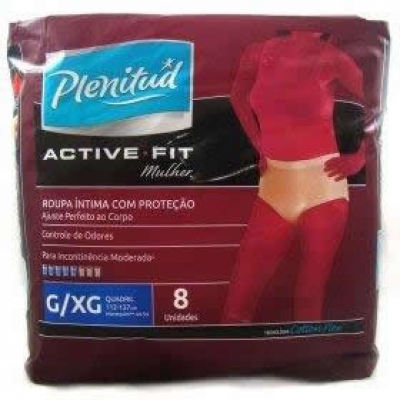 Plenitud
ACTIVE•FIT
Mulher
ROUPA ÍNTIMA COM PROTEÇÃO
Ajuste Perfeito ao Corpo
Controle de Odores
Para Incontinência Moderada
G/XG
QUADRIL
8
Unidades
Cotton Flex